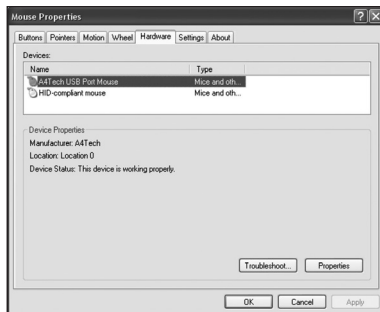 Mouse Properties
Buttons Pointers Motion Wheel Hardware Settings About
Devices:
Name Type
A4Tech USB Port Mouse Mice and oth...
HID-compliant mouse Mice and oth...
Device Properties
Manufacturer: A4Tech
Location: Location 0
Device Status: This device is working properly.
Troubleshoot... Properties
OK Cancel Apply